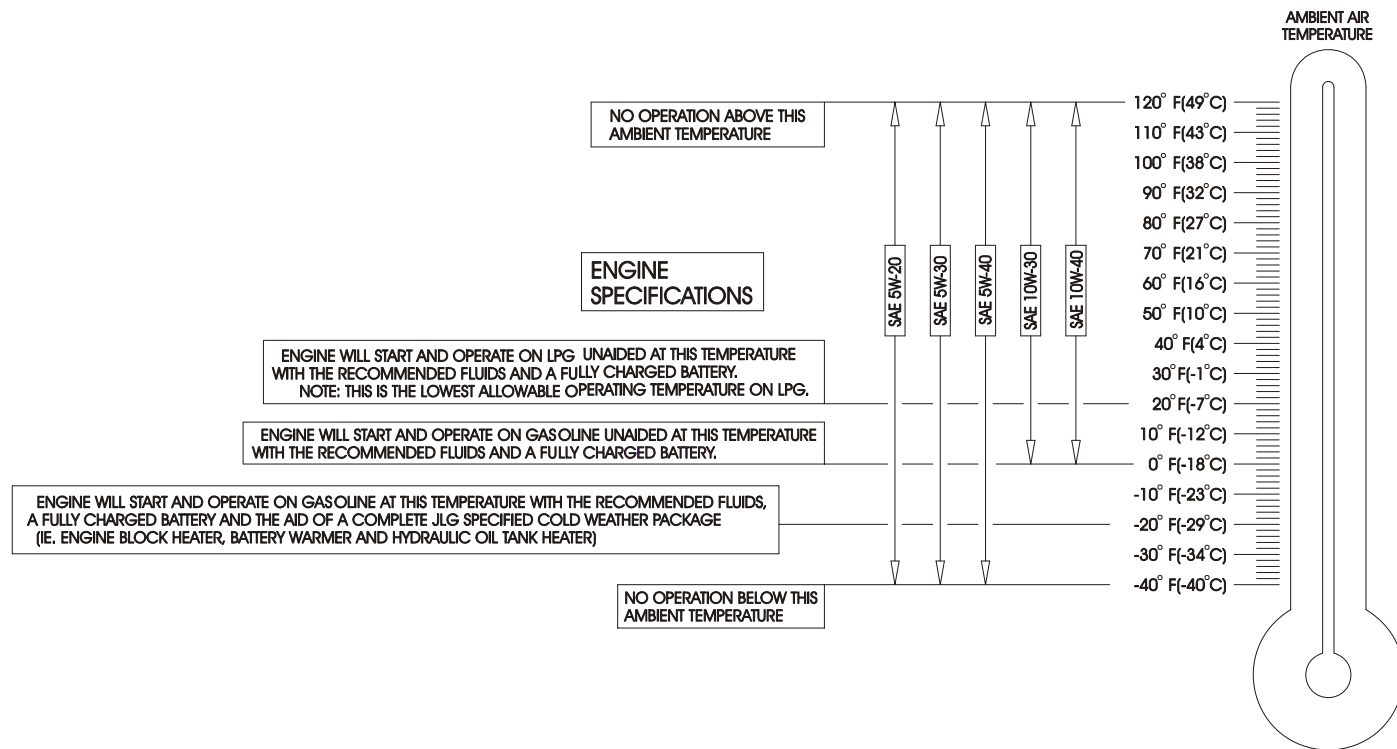 AMBIENT AIR
TEMPERATURE
NO OPERATION ABOVE THIS
AMBIENT TEMPERATURE
120° F(49°C)
110° F(43°C)
100° F(38°C)
90° F(32°C)
80° F(27°C)
70° F(21°C)
60° F(16°C)
50° F(10°C)
40° F(4°C)
30° F(-1°C)
20° F(-7°C)
10° F(-12°C)
0° F(-18°C)
-10° F(-23°C)
-20° F(-29°C)
-30° F(-34°C)
-40° F(-40°C)
SAE 5W-20
SAE 5W-30
SAE 5W-40
SAE 10W-30
SAE 10W-40
ENGINE
SPECIFICATIONS
ENGINE WILL START AND OPERATE ON LPG UNAIDED AT THIS TEMPERATURE
WITH THE RECOMMENDED FLUIDS AND A FULLY CHARGED BATTERY.
NOTE: THIS IS THE LOWEST ALLOWABLE OPERATING TEMPERATURE ON LPG.
ENGINE WILL START AND OPERATE ON GASOLINE UNAIDED AT THIS TEMPERATURE
WITH THE RECOMMENDED FLUIDS AND A FULLY CHARGED BATTERY.
ENGINE WILL START AND OPERATE ON GASOLINE AT THIS TEMPERATURE WITH THE RECOMMENDED FLUIDS,
A FULLY CHARGED BATTERY AND THE AID OF A COMPLETE JLG SPECIFIED COLD WEATHER PACKAGE
(IE. ENGINE BLOCK HEATER, BATTERY WARMER AND HYDRAULIC OIL TANK HEATER)
NO OPERATION BELOW THIS
AMBIENT TEMPERATURE